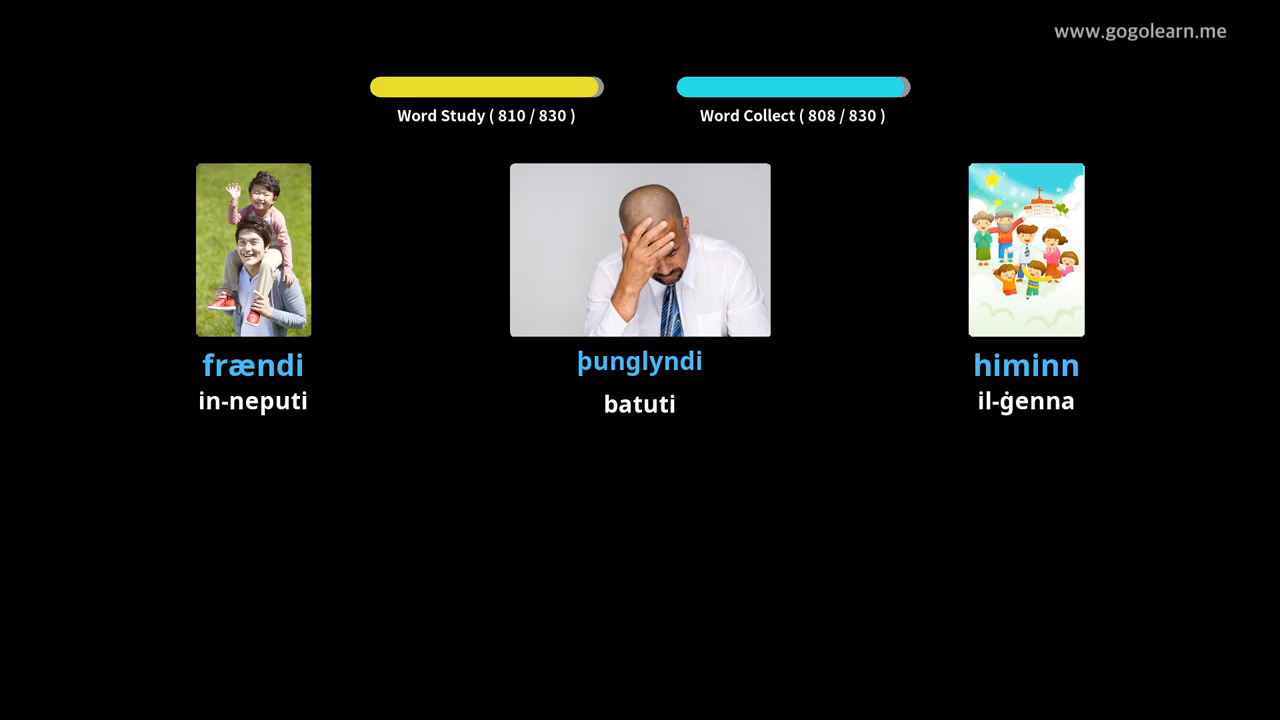 www.gogolearn.me
Word Study ( 810 / 830 )
Word Collect ( 808 / 830 )
frændi
in-neputi
þunglyndi
batuti
himinn
il-ġenna